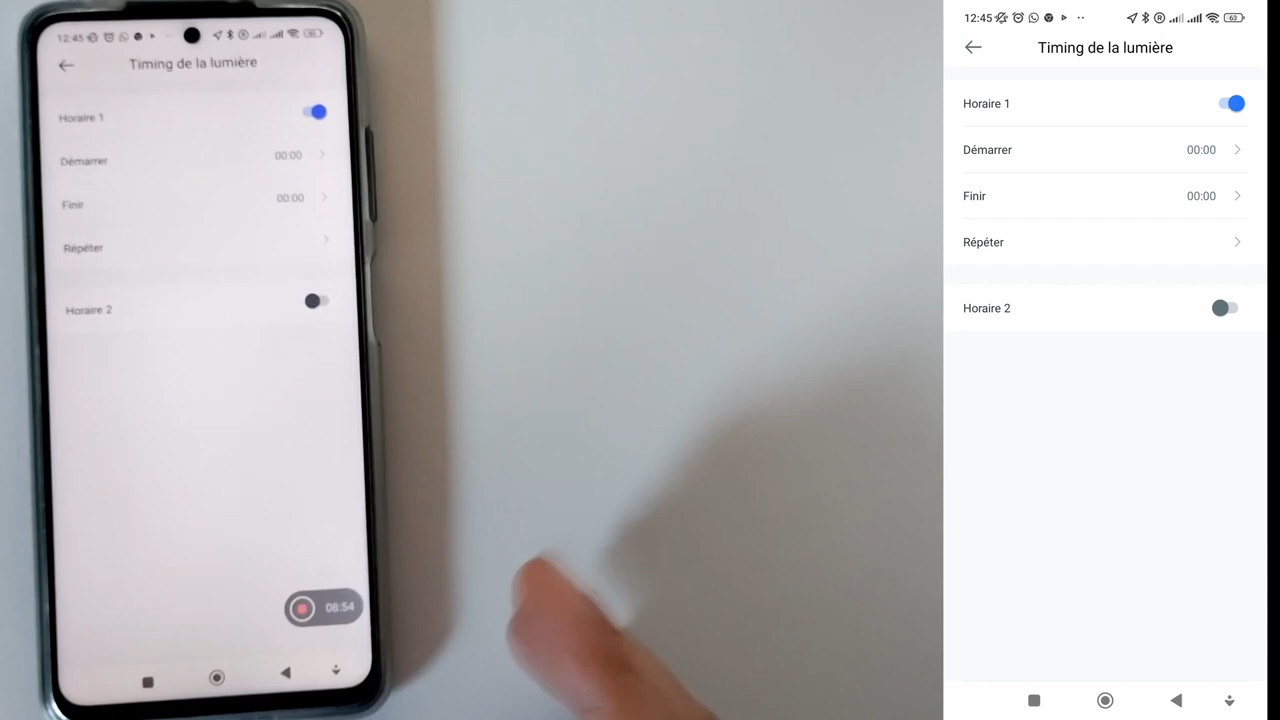 12:45
Timing de la lumière
Horaire 1
Démarrer 00:00
Finir 00:00
Répéter
Horaire 2
08:54
12:45 63
Timing de la lumière
Horaire 1
Démarrer 00:00
Finir 00:00
Répéter
Horaire 2